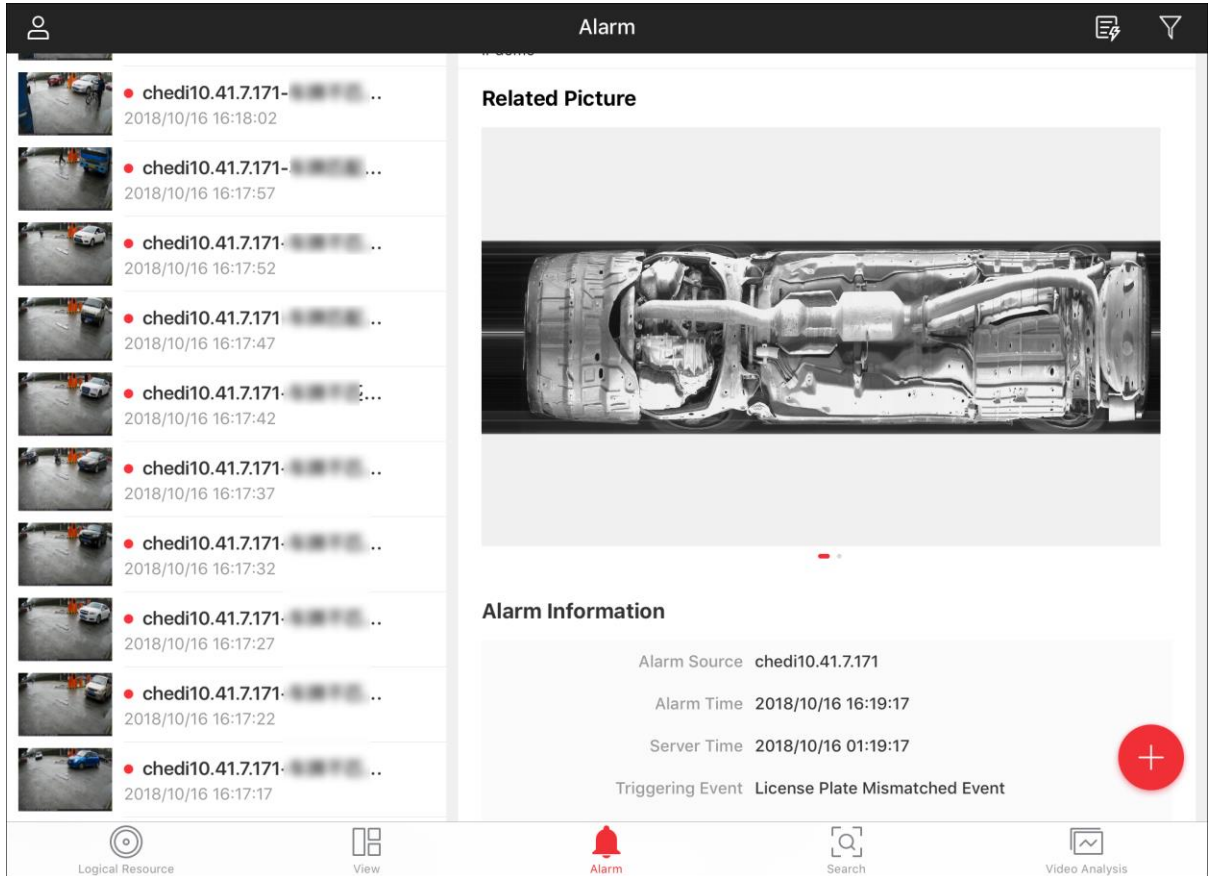 Alarm
chedi10.41.7.171-
2018/10/16 16:18:02
chedi10.41.7.171-
2018/10/16 16:17:57
chedi10.41.7.171-
2018/10/16 16:17:52
chedi10.41.7.171
2018/10/16 16:17:47
chedi10.41.7.171-
2018/10/16 16:17:42
chedi10.41.7.171-
2018/10/16 16:17:37
chedi10.41.7.171-
2018/10/16 16:17:32
chedi10.41.7.171-
2018/10/16 16:17:27
chedi10.41.7.171-
2018/10/16 16:17:22
chedi10.41.7.171-
2018/10/16 16:17:17
Related Picture
Alarm Information
Alarm Source chedi10.41.7.171
Alarm Time 2018/10/16 16:19:17
Server Time 2018/10/16 01:19:17
Triggering Event License Plate Mismatched Event
Logical Resource View Alarm Search Video Analysis